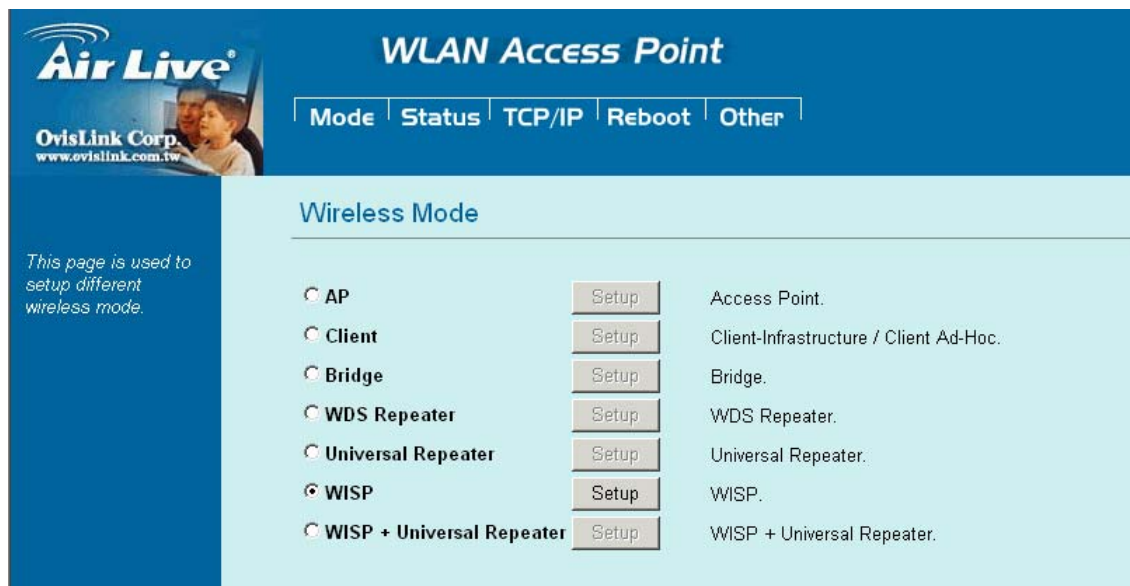 Air Live®
OvisLink Corp.
www.ovislink.com.tw
WLAN Access Point
Mode Status TCP/IP Reboot Other
This page is used to
setup different
wireless mode.
Wireless Mode
AP Setup Access Point.
Client Setup Client-Infrastructure / Client Ad-Hoc.
Bridge Setup Bridge.
WDS Repeater Setup WDS Repeater.
Universal Repeater Setup Universal Repeater.
WISP Setup WISP.
WISP + Universal Repeater Setup WISP + Universal Repeater.